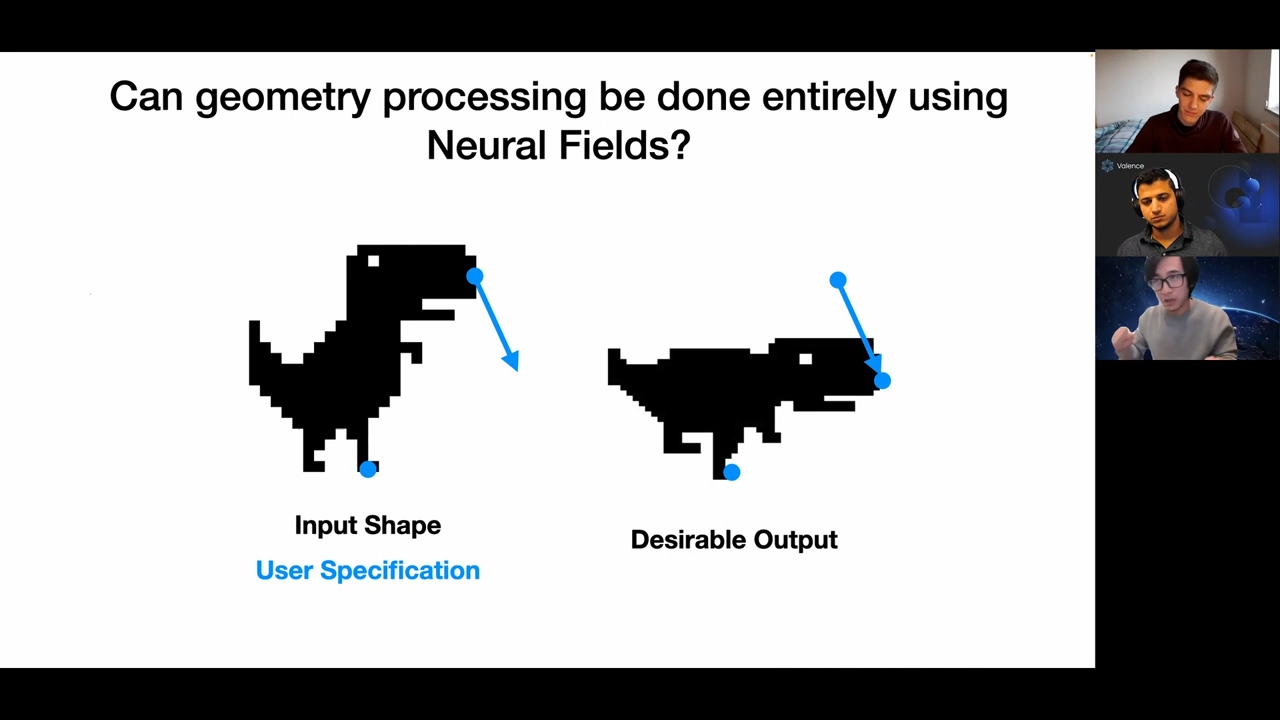 Can geometry processing be done entirely using
Neural Fields?
Input Shape
User Specification
Desirable Output
Valence